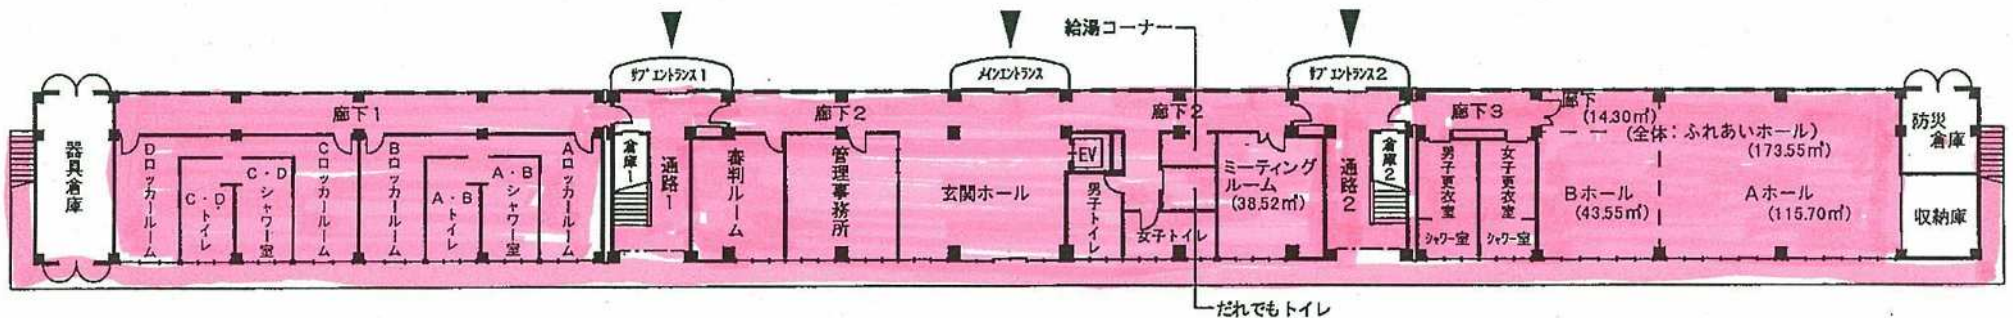 給湯コーナー
サブエントランス1
メインエントランス
サブエントランス2
廊下1
廊下2
廊下2
廊下3
廊下
(14.30㎡)
(全体：ふれあいホール)
(173.55㎡)
防災
倉庫
器具倉庫
Dロッカールーム
C・D
トイレ
C・D
シャワー室
Cロッカールーム
Bロッカールーム
A・B
トイレ
A・B
シャワー室
Aロッカールーム
倉庫1
通路1
審判ルーム
管理事務所
玄関ホール
EV
男子トイレ
女子トイレ
ミーティング
ルーム
(38.52㎡)
通路2
倉庫2
男子更衣室
シャワー室
女子更衣室
シャワー室
Bホール
(43.55㎡)
Aホール
(115.70㎡)
収納庫
だれでもトイレ